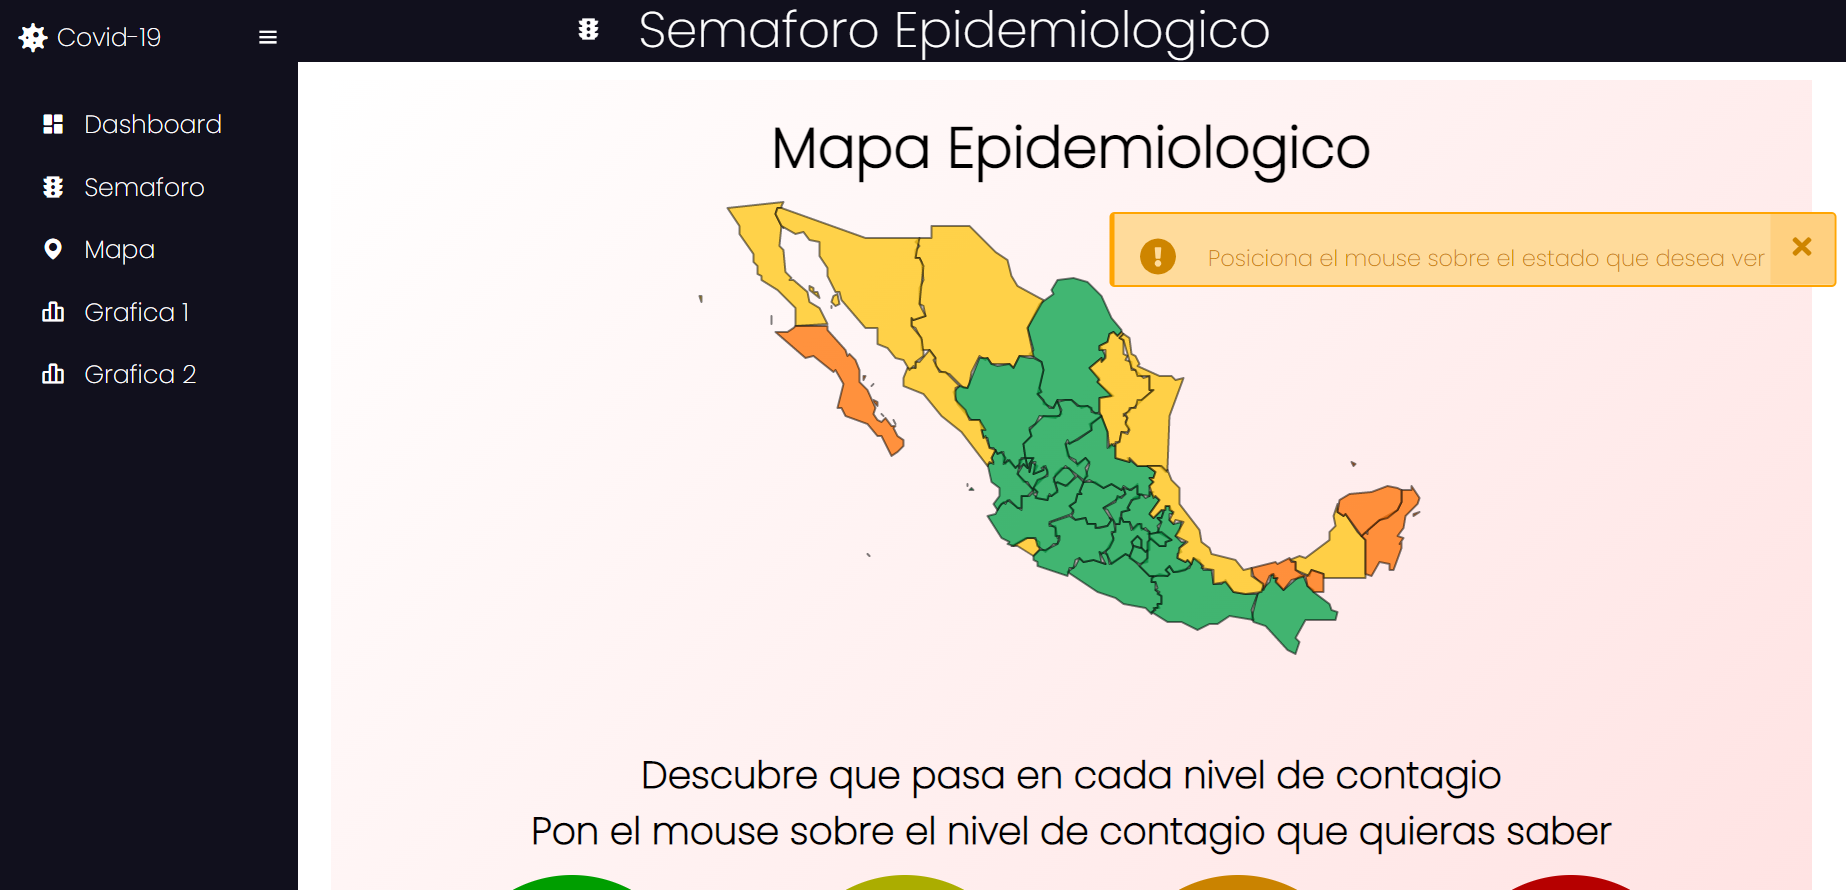 Covid-19
Semaforo Epidemiologico
Dashboard
Semaforo
Mapa
Grafica 1
Grafica 2
Mapa Epidemiologico
Posiciona el mouse sobre el estado que desea ver
Descubre que pasa en cada nivel de contagio
Pon el mouse sobre el nivel de contagio que quieras saber